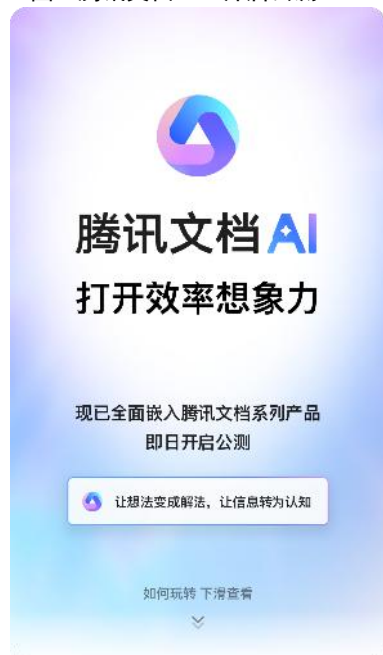 腾讯文档AI
打开效率想象力
现已全面嵌入腾讯文档系列产品
即日开启公测
让想法变成解法，让信息转为认知
如何玩转 下滑查看